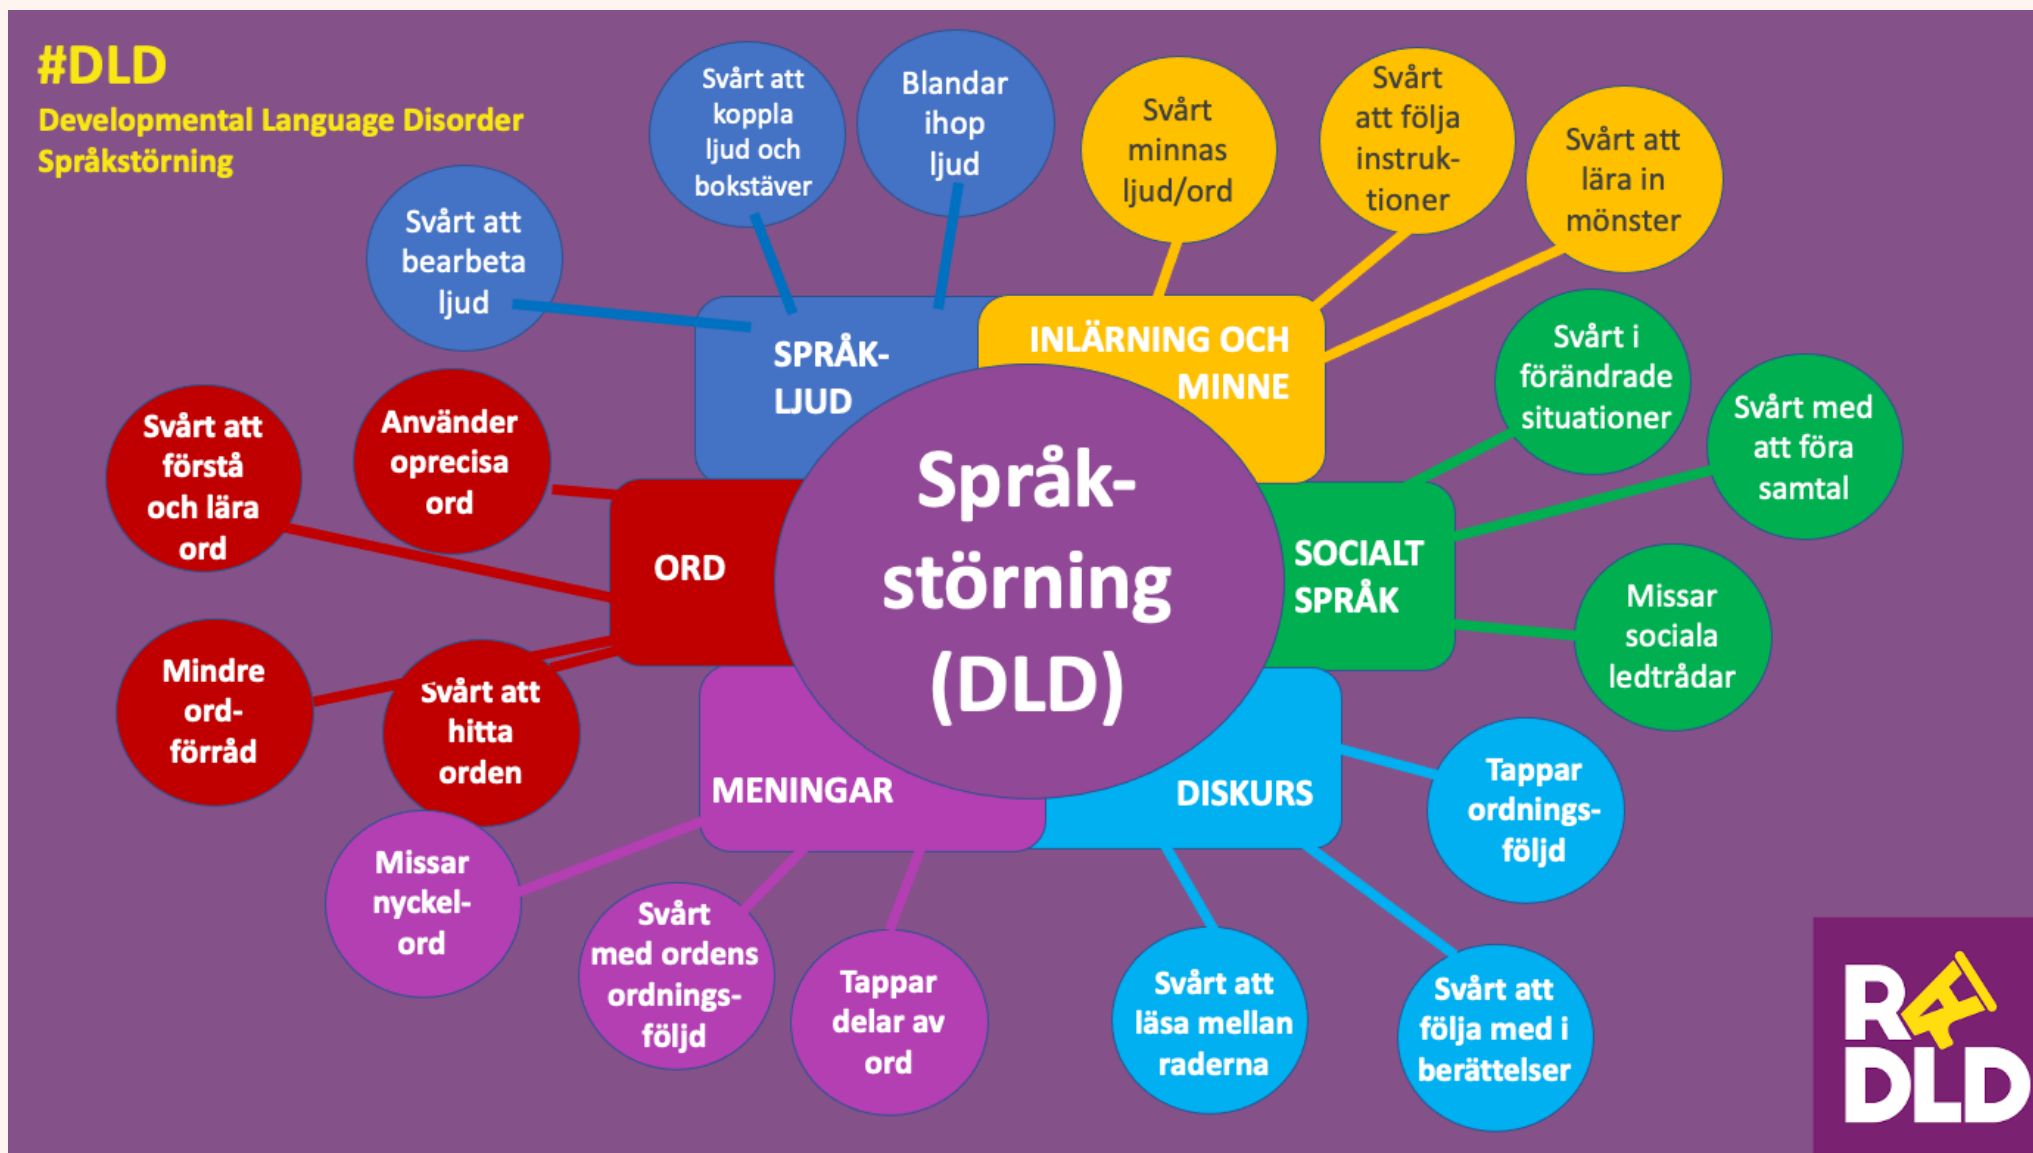 #DLD
Developmental Language Disorder
Språkstörning
Svårt att
bearbeta
ljud
Svårt att
koppla
ljud och
bokstäver
Blandar
ihop
ljud
Svårt
minnas
ljud/ord
Svårt
att följa
instruk-
tioner
Svårt att
lära in
mönster
SPRÅK-
LJUD
INLÄRNING OCH
MINNE
Svårt i
förändrade
situationer
Svårt med
att föra
samtal
Missar
sociala
ledtrådar
SOCIALT
SPRÅK
Språk-
störning
(DLD)
ORD
Svårt att
förstå
och lära
ord
Använder
oprecisa
ord
Mindre
ord-
förråd
Svårt att
hitta
orden
MENINGAR
Missar
nyckel-
ord
Svårt
med ordens
ordnings-
följd
Tappar
delar av
ord
DISKURS
Tappar
ordnings-
följd
Svårt att
läsa mellan
raderna
Svårt att
följa med i
berättelser
RA
DLD